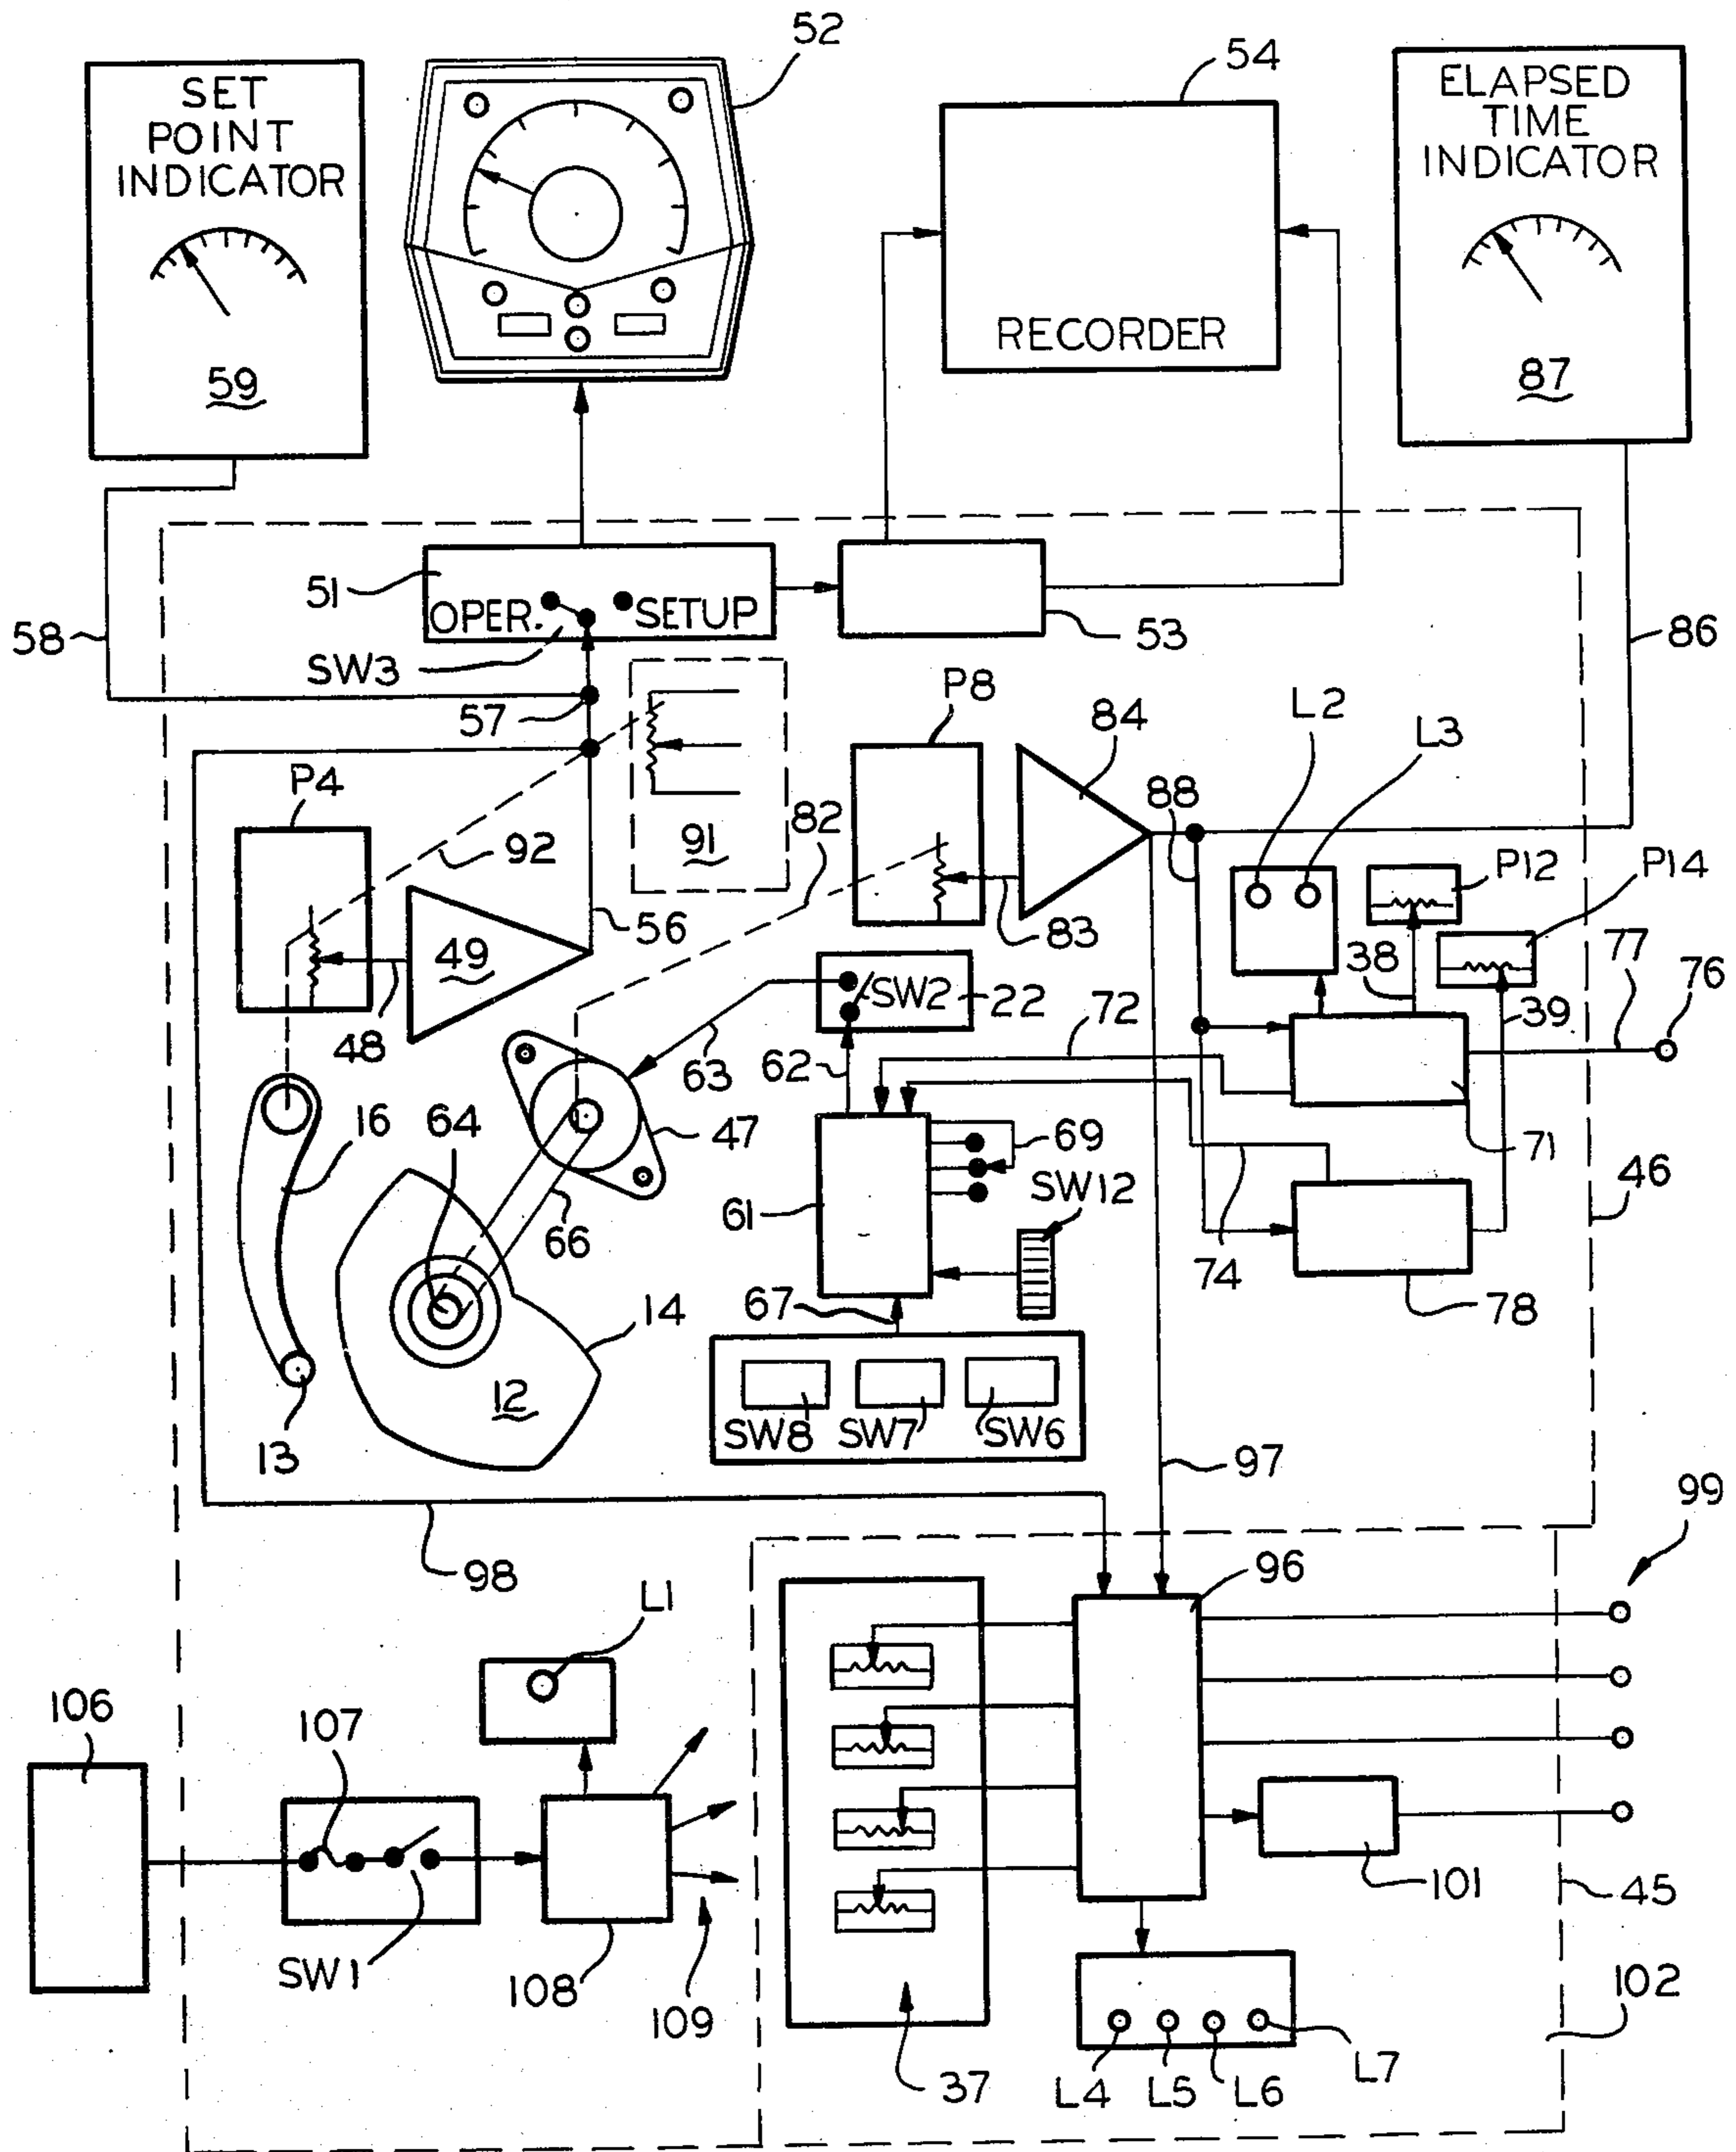 52
54
SET
POINT
INDICATOR
ELAPSED
TIME
INDICATOR
RECORDER
59
87
51
OPER.
SETUP
53
58
86
SW3
57
P8
L2
L3
84
P4
88
82
92
91
P12
P14
56
83
49
38
77
76
SW2
22
72
39
48
63
62
64
16
47
69
71
SW12
46
61
66
74
67
78
14
12
SW8
SW7
SW6
13
97
99
98
96
L1
106
107
101
45
SW1
108
109
102
37
L4
L5
L6
L7